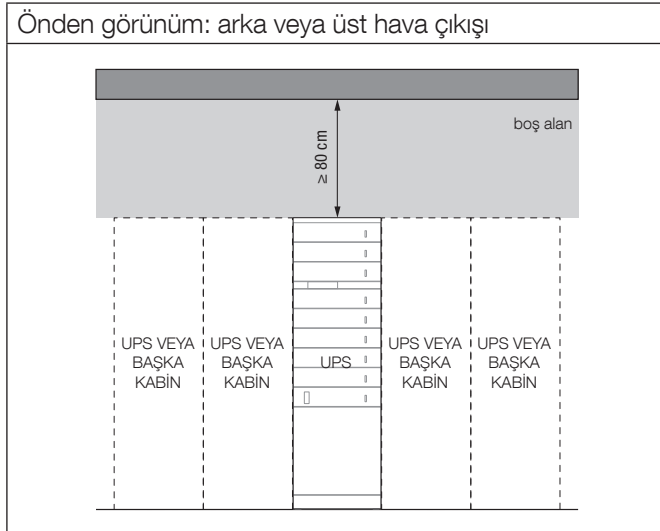 Önden görünüm: arka veya üst hava çıkışı
boş alan
≥ 80 cm
UPS VEYA
BAŞKA
KABİN
UPS VEYA
BAŞKA
KABİN
UPS
UPS VEYA
BAŞKA
KABİN
UPS VEYA
BAŞKA
KABİN